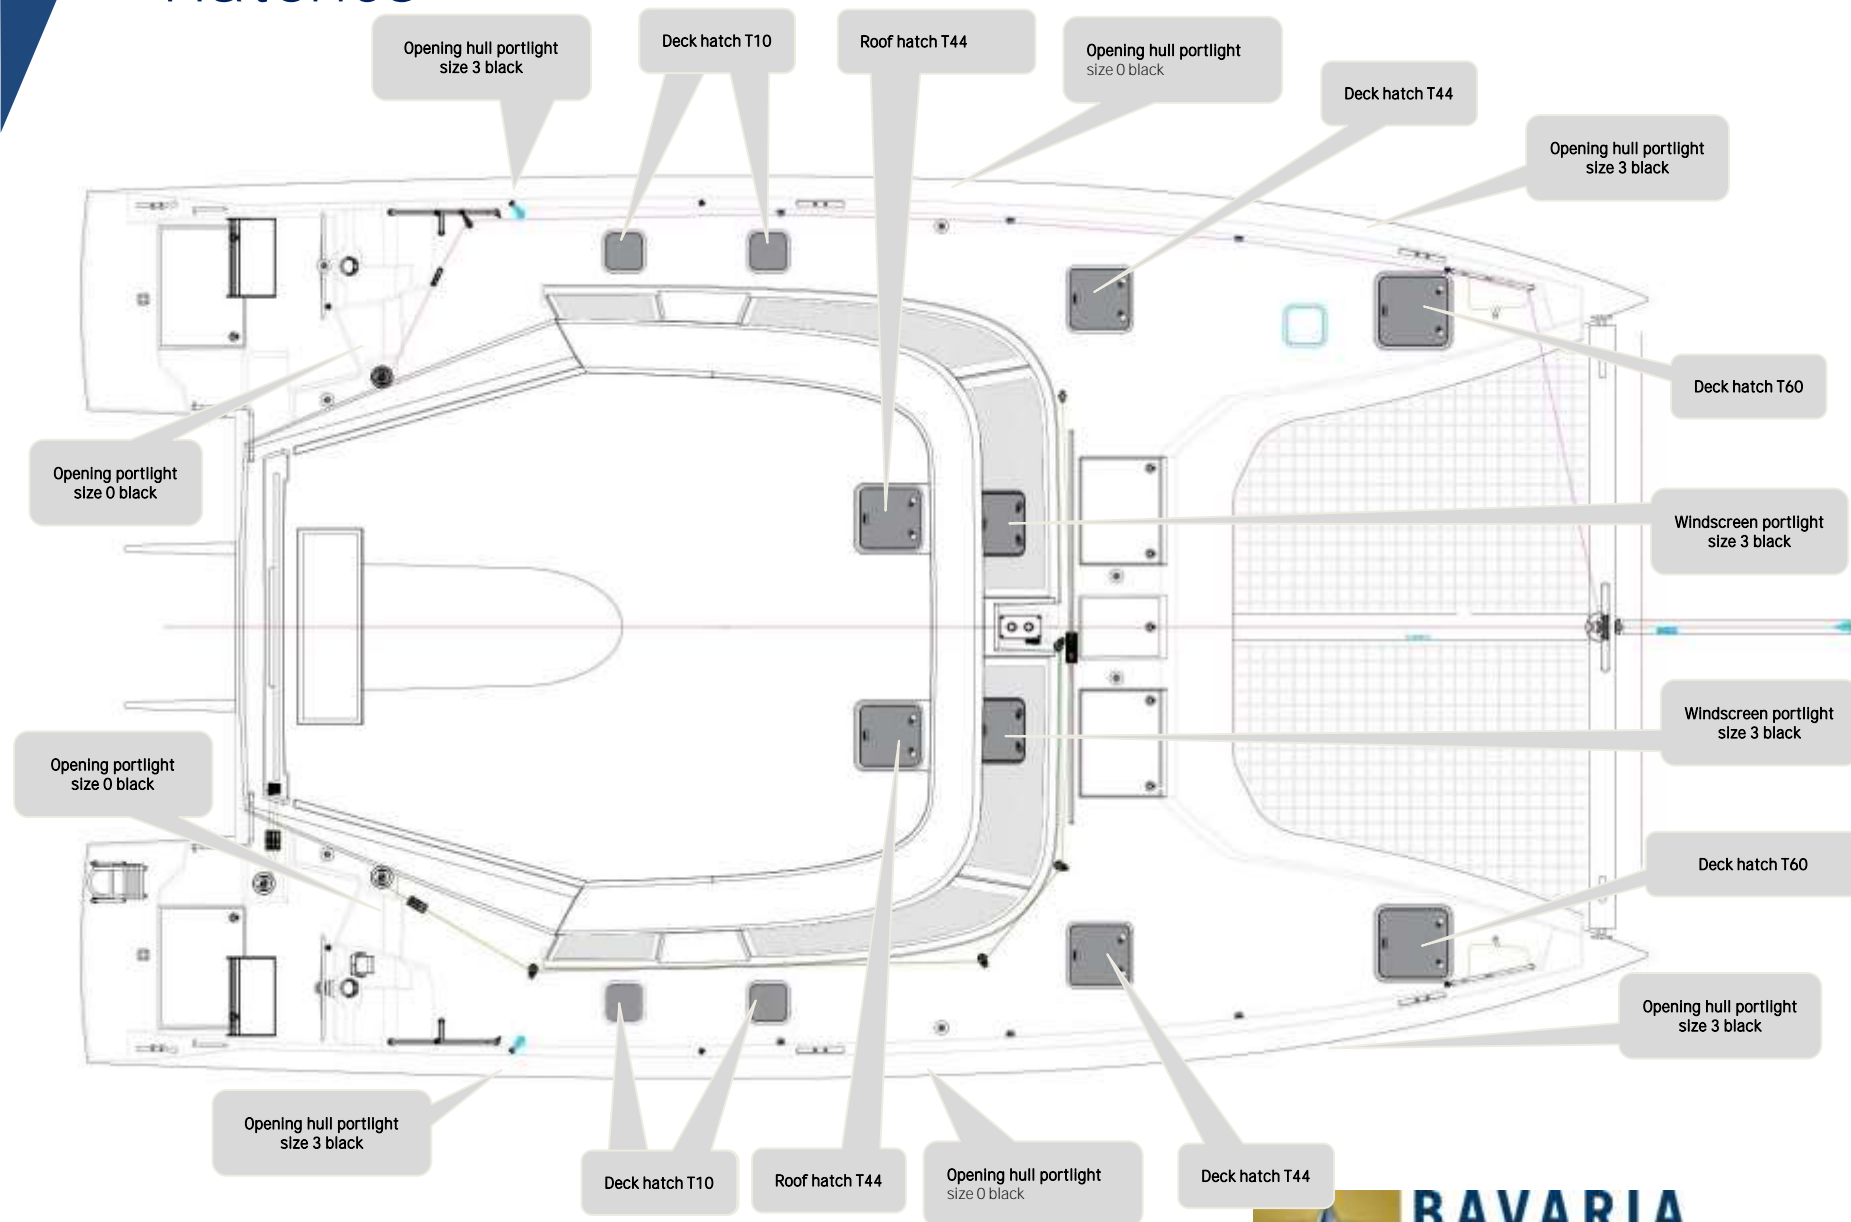 Opening hull portlight
size 3 black
Deck hatch T10
Roof hatch T44
Opening hull portlight
size 0 black
Deck hatch T44
Opening hull portlight
size 3 black
Deck hatch T60
Opening portlight
size 0 black
Windscreen portlight
size 3 black
Windscreen portlight
size 3 black
Opening portlight
size 0 black
Deck hatch T60
Opening hull portlight
size 3 black
Opening hull portlight
size 3 black
Deck hatch T10
Roof hatch T44
Opening hull portlight
size 0 black
Deck hatch T44
BAVARIA